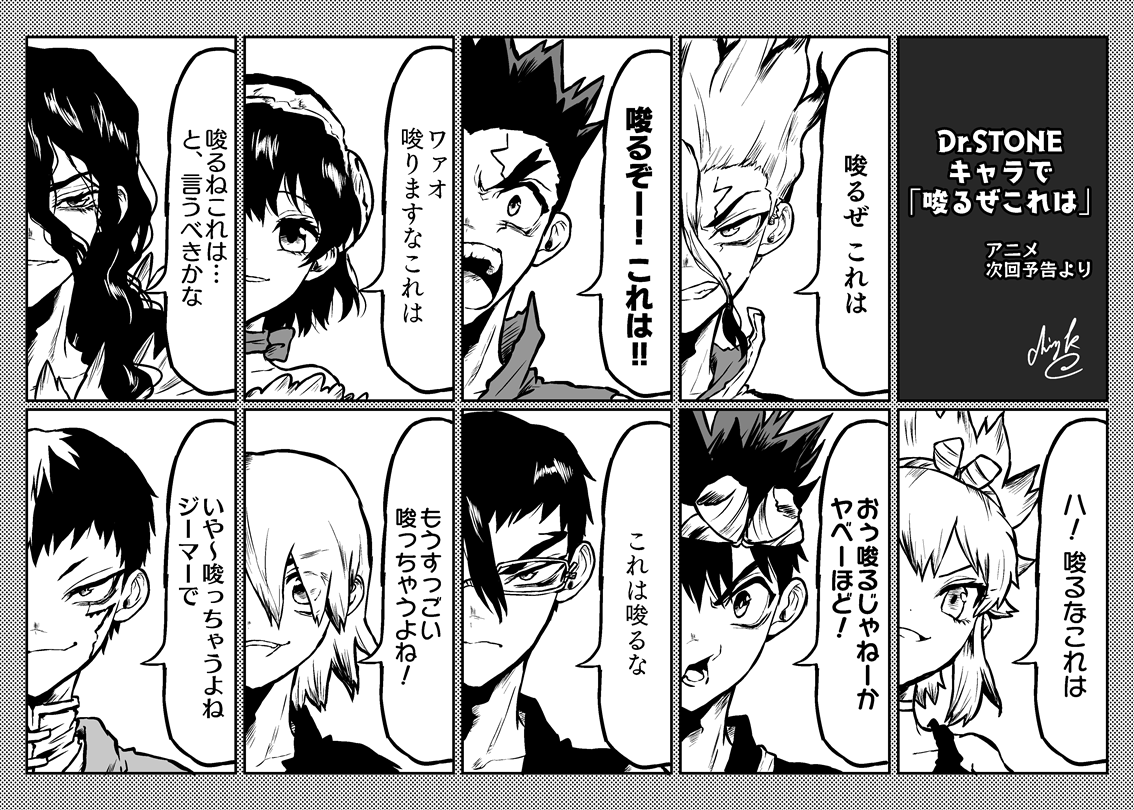 Dr.STONE
キャラで
「唆るぜこれは」
アニメ
次回予告より
唆るぜ これは
唆るぞー！ これは!!
ワァオ
唆りますなこれは
唆るねこれは…
と、言うべきかな
ハ！ 唆るなこれは
おぅ唆るじゃねーか
ヤベーほど！
これは唆るな
もうすっごい
唆っちゃうよね！
いや〜唆っちゃうよね
ジーマーで